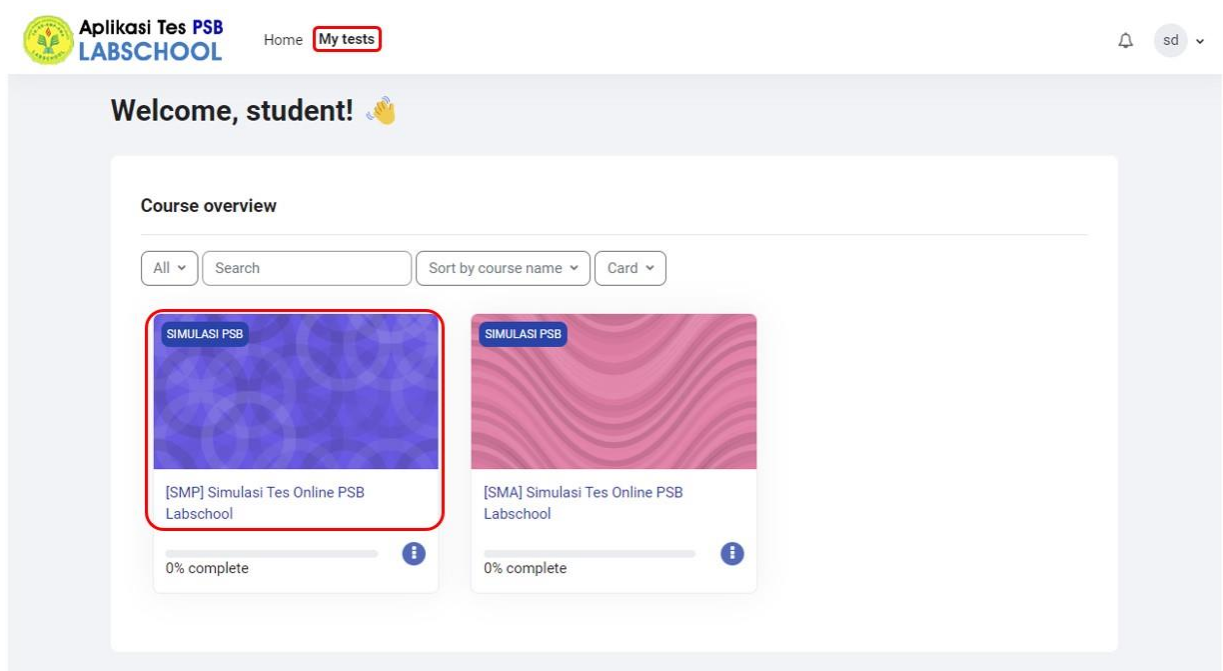 Aplikasi Tes PSB
LABSCHOOL
Home My tests
sd
Welcome, student!
Course overview
All Search Sort by course name Card
SIMULASI PSB
[SMP] Simulasi Tes Online PSB
Labschool
0% complete
SIMULASI PSB
[SMA] Simulasi Tes Online PSB
Labschool
0% complete